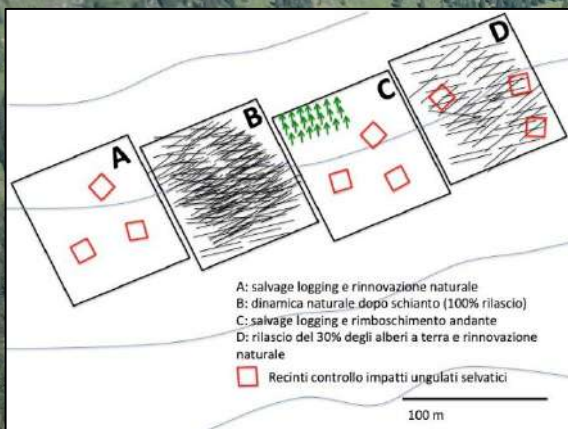 A
B
C
D
A: salvage logging e rinnovazione naturale
B: dinamica naturale dopo schianto (100% rilascio)
C: salvage logging e rimboschimento andante
D: rilascio del 30% degli alberi a terra e rinnovazione
naturale
Recinti controllo impatti ungulati selvatici
100 m